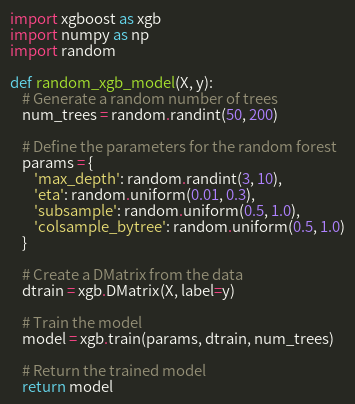 import xgboost as xgb
import numpy as np
import random

def random_xgb_model(X, y):
    # Generate a random number of trees
    num_trees = random.randint(50, 200)

    # Define the parameters for the random forest
    params = {
        'max_depth': random.randint(3, 10),
        'eta': random.uniform(0.01, 0.3),
        'subsample': random.uniform(0.5, 1.0),
        'colsample_bytree': random.uniform(0.5, 1.0)
    }

    # Create a DMatrix from the data
    dtrain = xgb.DMatrix(X, label=y)

    # Train the model
    model = xgb.train(params, dtrain, num_trees)

    # Return the trained model
    return model